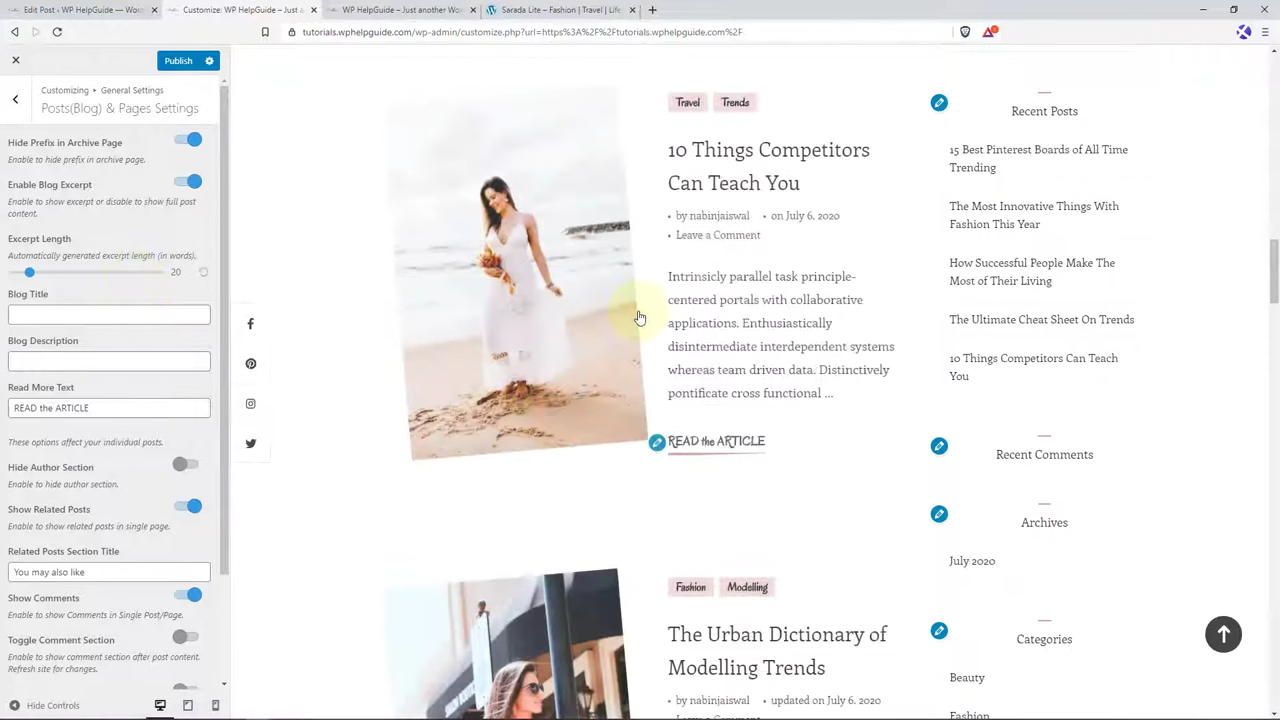 Edit Post ‹ WP HelpGuide — Wor
Customize: WP HelpGuide – Just a
WP HelpGuide – Just another Wo
Sarada Lite – Fashion | Travel | Life
tutorials.wphelpguide.com/wp-admin/customize.php?url=https%3A%2F%2Ftutorials.wphelpguide.com%2F
Publish
Customizing ▸ General Settings
Posts(Blog) & Pages Settings
Hide Prefix in Archive Page
Enable to hide prefix in archive page.
Enable Blog Excerpt
Enable to show excerpt or disable to show full post
content.
Excerpt Length
Automatically generated excerpt length (in words).
20
Blog Title
Blog Description
Read More Text
READ the ARTICLE
These options affect your individual posts.
Hide Author Section
Enable to hide author section.
Show Related Posts
Enable to show related posts in single page.
Related Posts Section Title
You may also like
Show Comments
Enable to show Comments in Single Post/Page.
Toggle Comment Section
Enable to show comment section after post content.
Refresh site for changes.
Hide Controls
Travel
Trends
10 Things Competitors
Can Teach You
• by nabinjaiswal • on July 6, 2020
• Leave a Comment
Intrinsicly parallel task principle-
centered portals with collaborative
applications. Enthusiastically
disintermediate interdependent systems
whereas team driven data. Distinctively
pontificate cross functional ...
READ the ARTICLE
Fashion
Modelling
The Urban Dictionary of
Modelling Trends
• by nabinjaiswal • updated on July 6, 2020
• Leave a Comment
Recent Posts
15 Best Pinterest Boards of All Time
Trending
The Most Innovative Things With
Fashion This Year
How Successful People Make The
Most of Their Living
The Ultimate Cheat Sheet On Trends
10 Things Competitors Can Teach
You
Recent Comments
Archives
July 2020
Categories
Beauty
Fashion